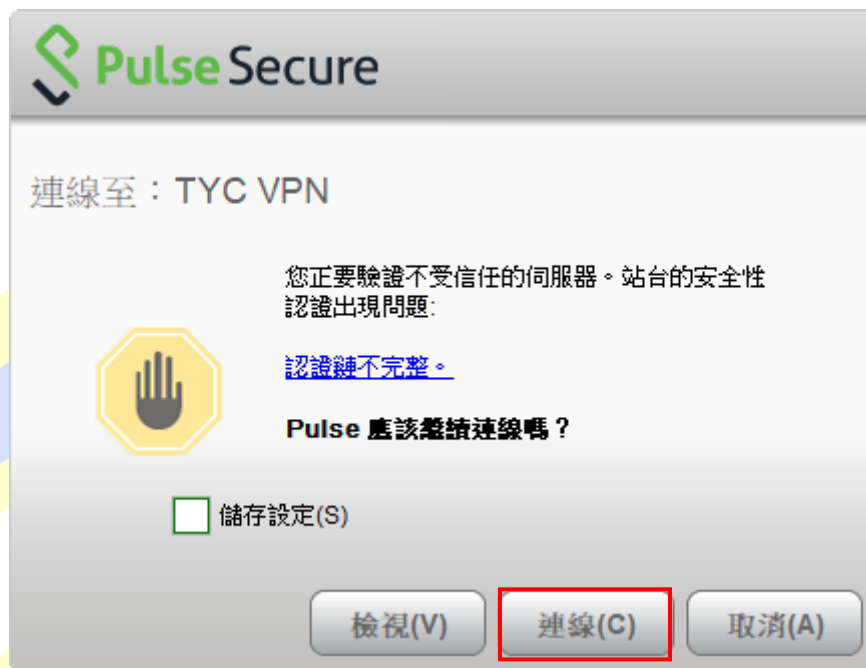 Pulse Secure
連線至：TYC VPN
您正要驗證不受信任的伺服器。站台的安全性
認證出現問題:
認證鏈不完整。
Pulse 應該繼續連線嗎？
儲存設定(S)
檢視(V) 連線(C) 取消(A)